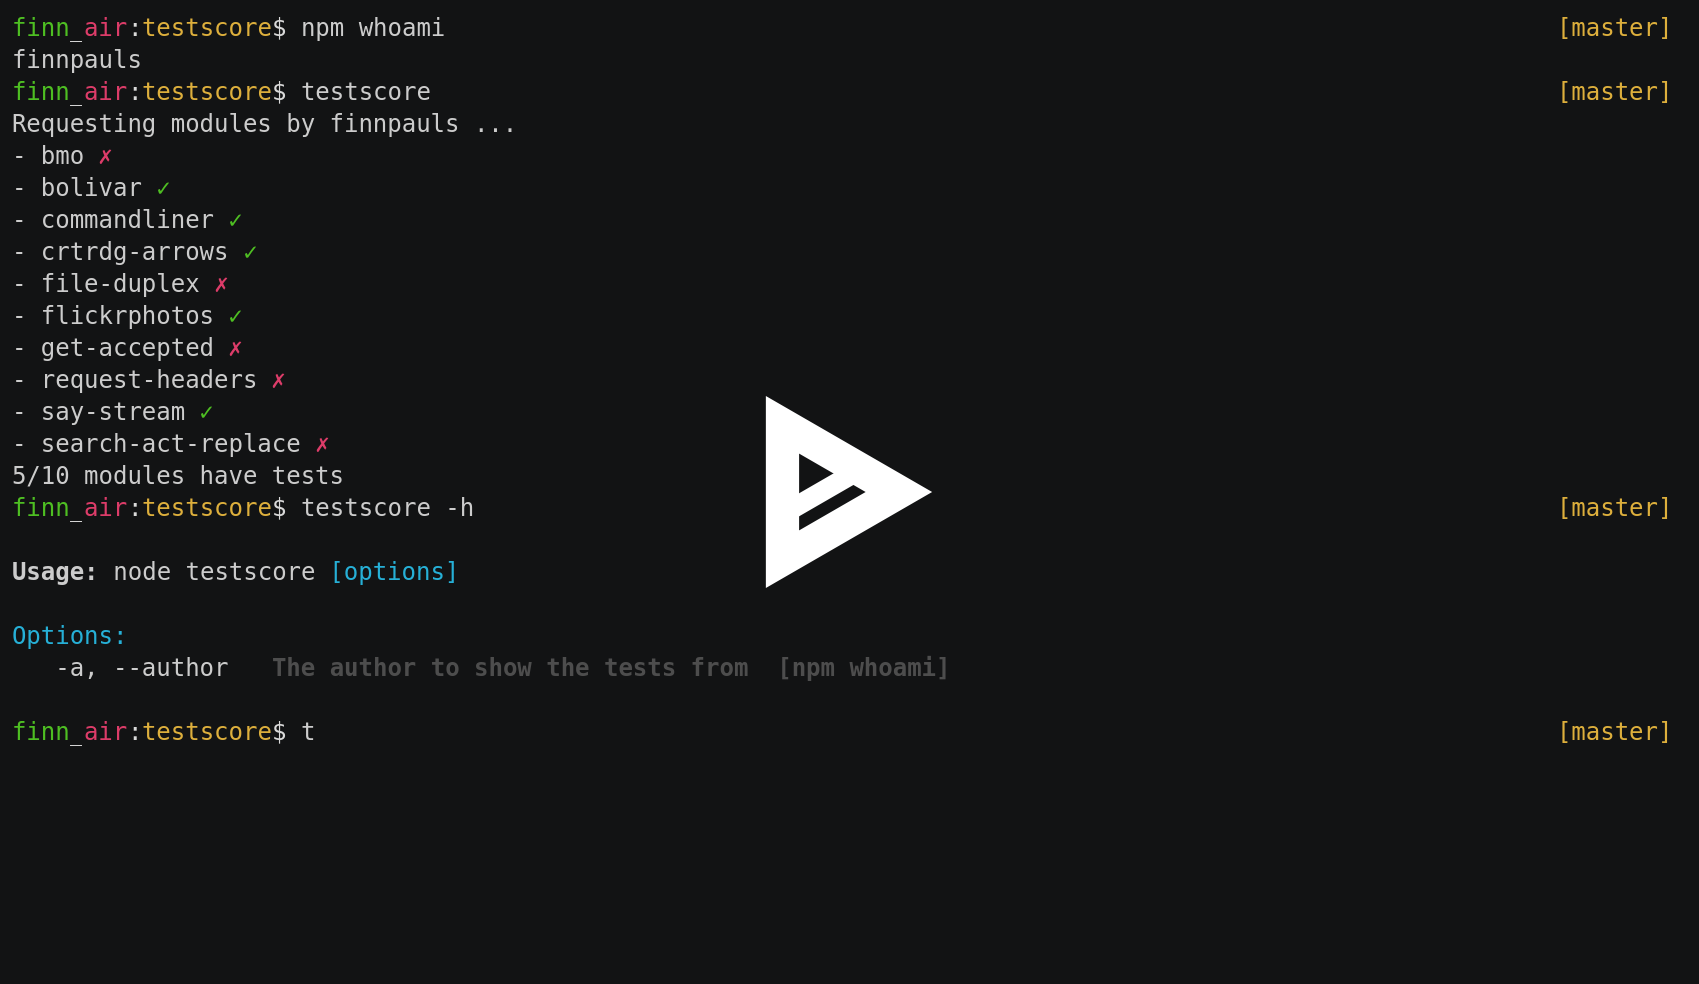 finn_air:testscore$ npm whoami [master]
finnpauls
finn_air:testscore$ testscore [master]
Requesting modules by finnpauls ...
- bmo ✗
- bolivar ✓
- commandliner ✓
- crtrdg-arrows ✓
- file-duplex ✗
- flickrphotos ✓
- get-accepted ✗
- request-headers ✗
- say-stream ✓
- search-act-replace ✗
5/10 modules have tests
finn_air:testscore$ testscore -h [master]
Usage: node testscore [options]
Options:
-a, --author The author to show the tests from [npm whoami]
finn_air:testscore$ t [master]